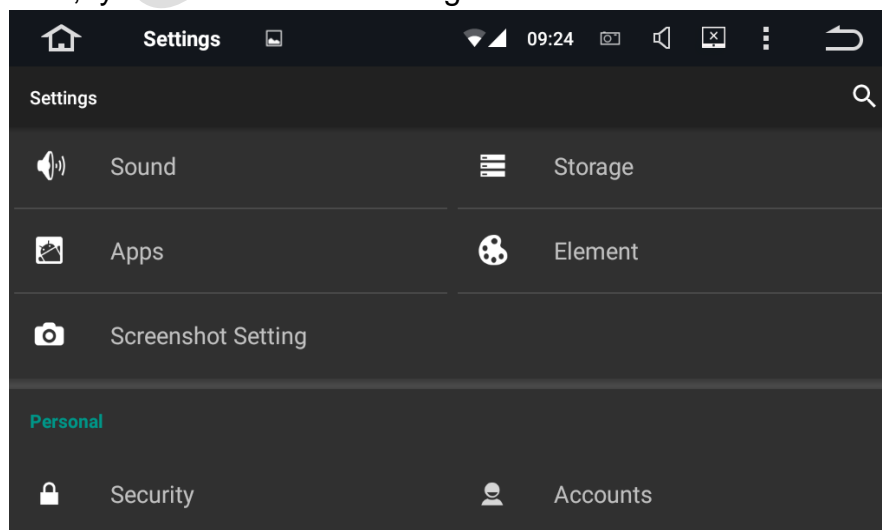 Settings 09:24
Settings
Sound Storage
Apps Element
Screenshot Setting
Personal
Security Accounts